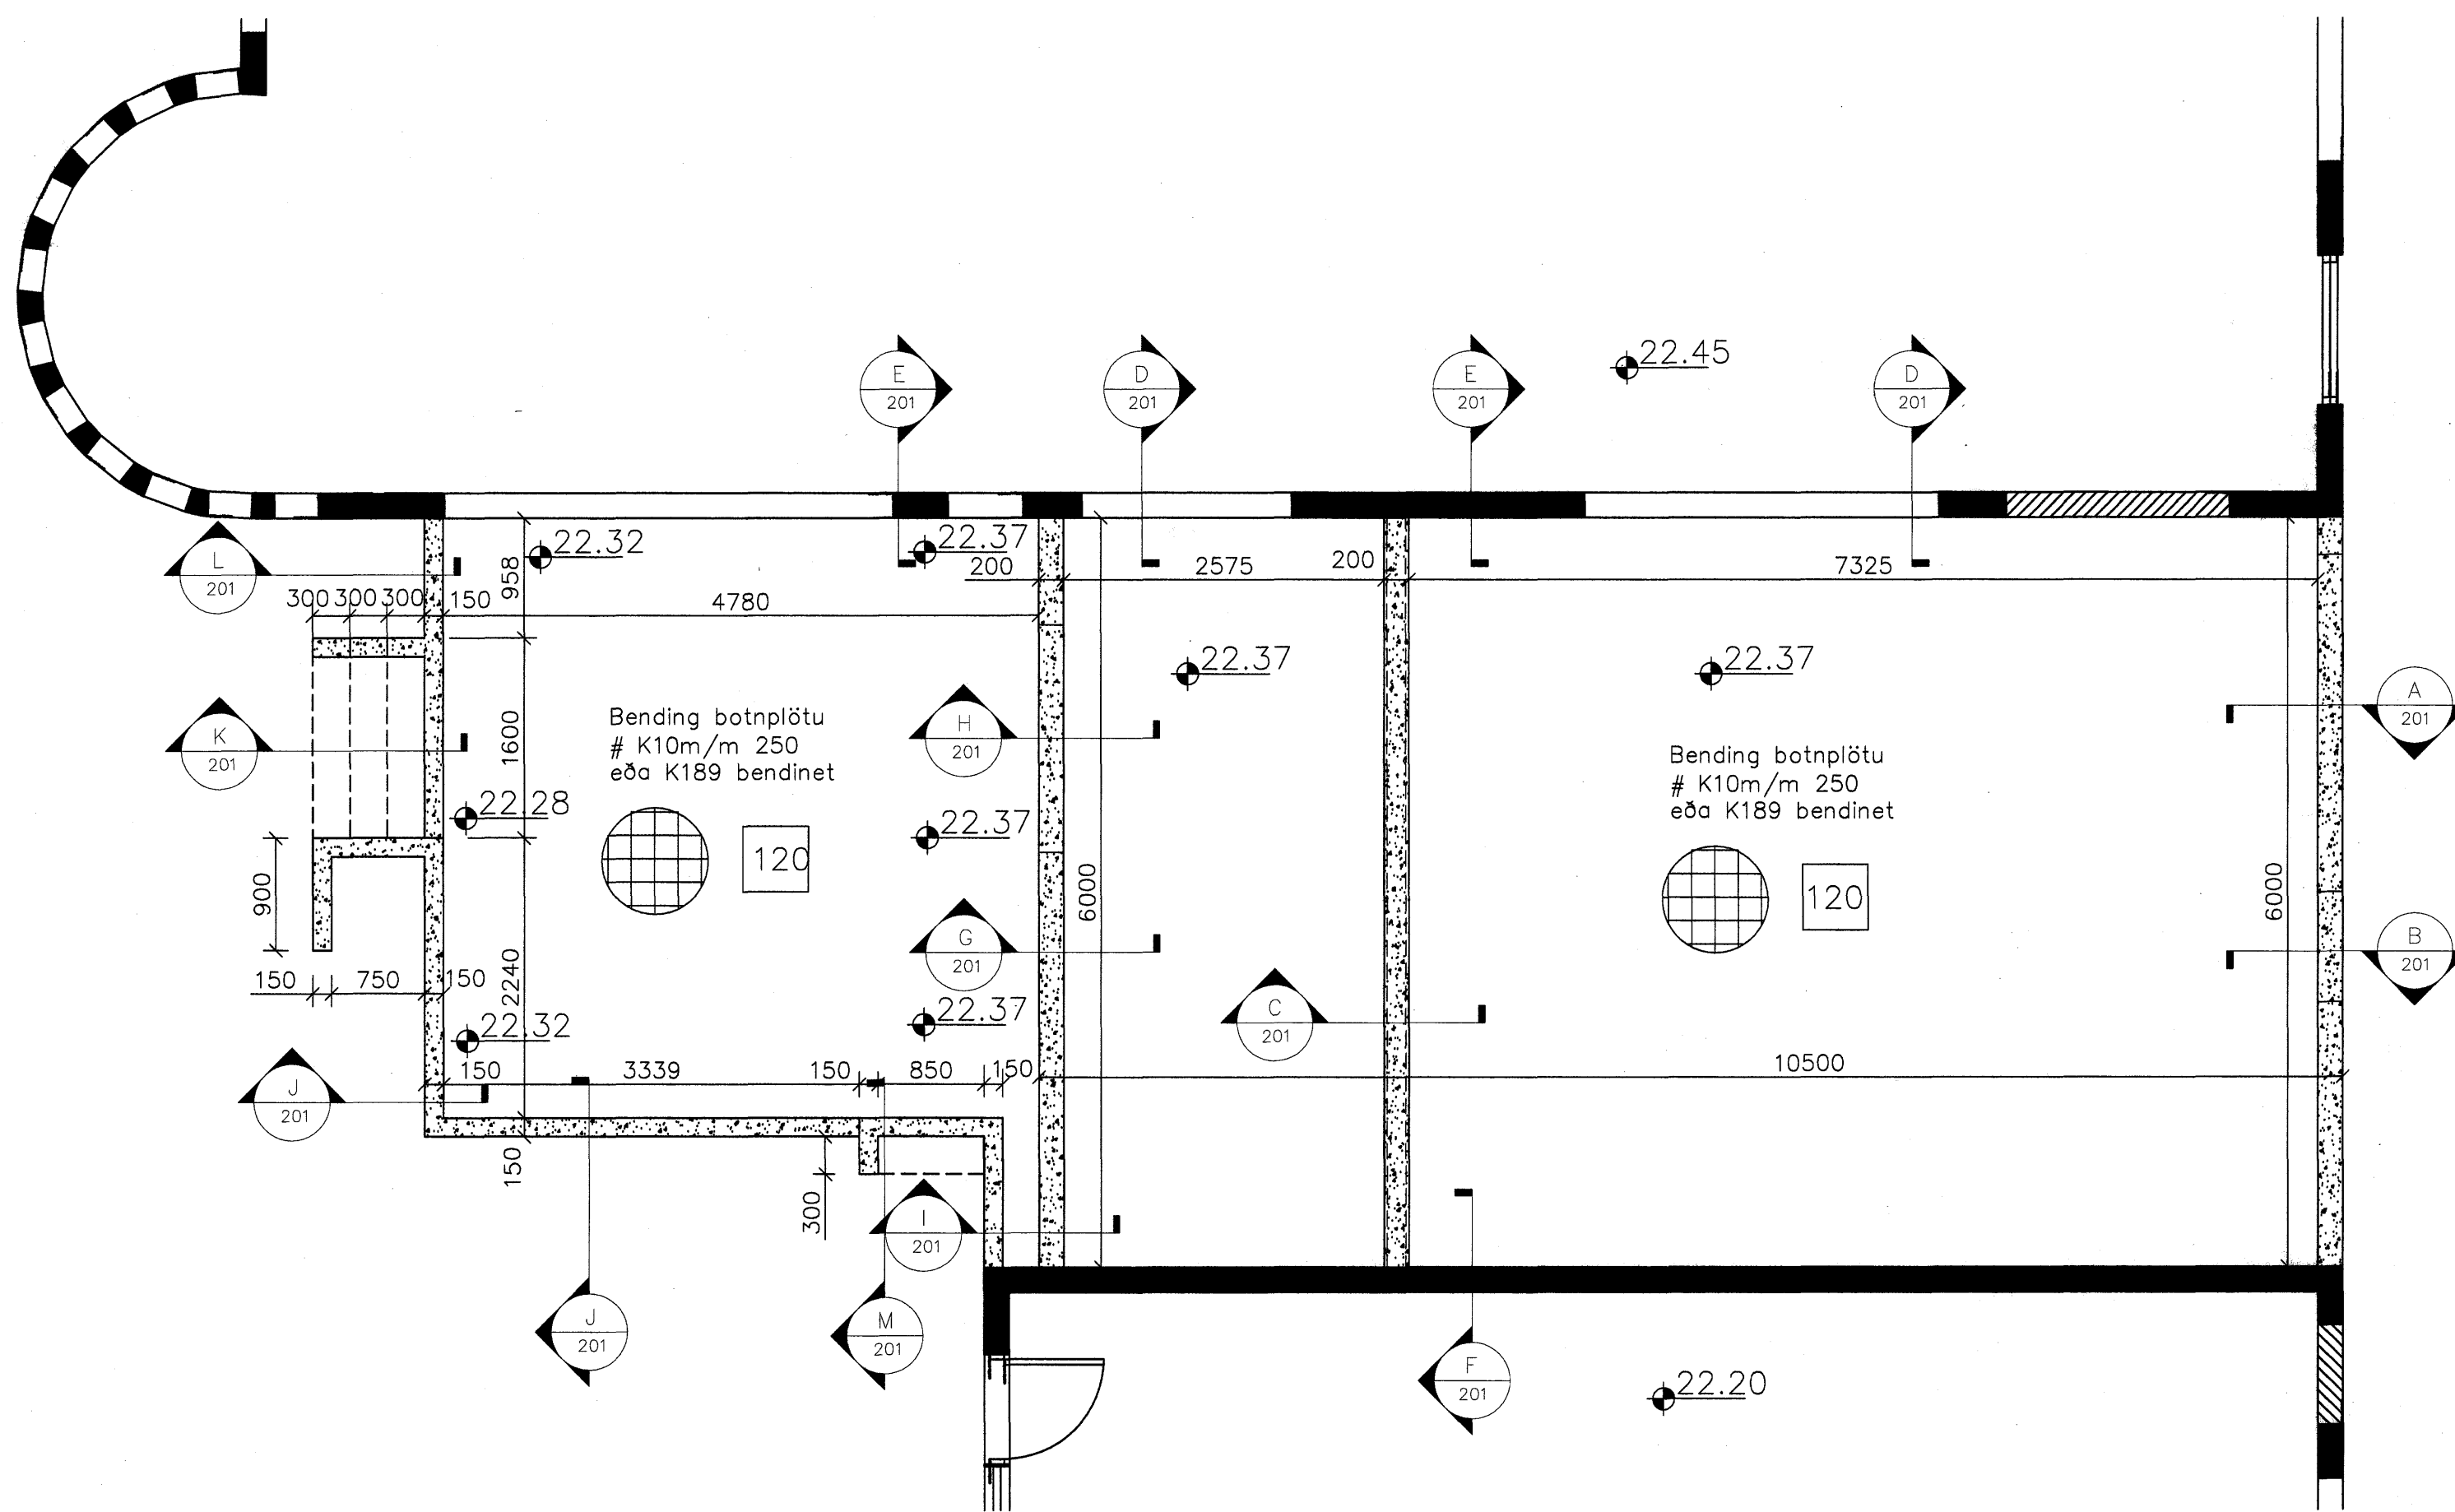 E
201
D
201
E
201
D
201
22.45
L
201
22.32
22.37
958
200
2575
200
7325
300 300 300 150
4780
22.37
22.37
A
201
Bending botnplötu
# K10m/m 250
eða K189 bendinet
K
201
1600
H
201
Bending botnplötu
# K10m/m 250
eða K189 bendinet
22.28
22.37
120
120
900
6000
6000
G
201
B
201
150 750 150
2240
22.32
22.37
C
201
150 3339 150 850 150
10500
J
201
150
300
I
201
J
201
M
201
F
201
22.20